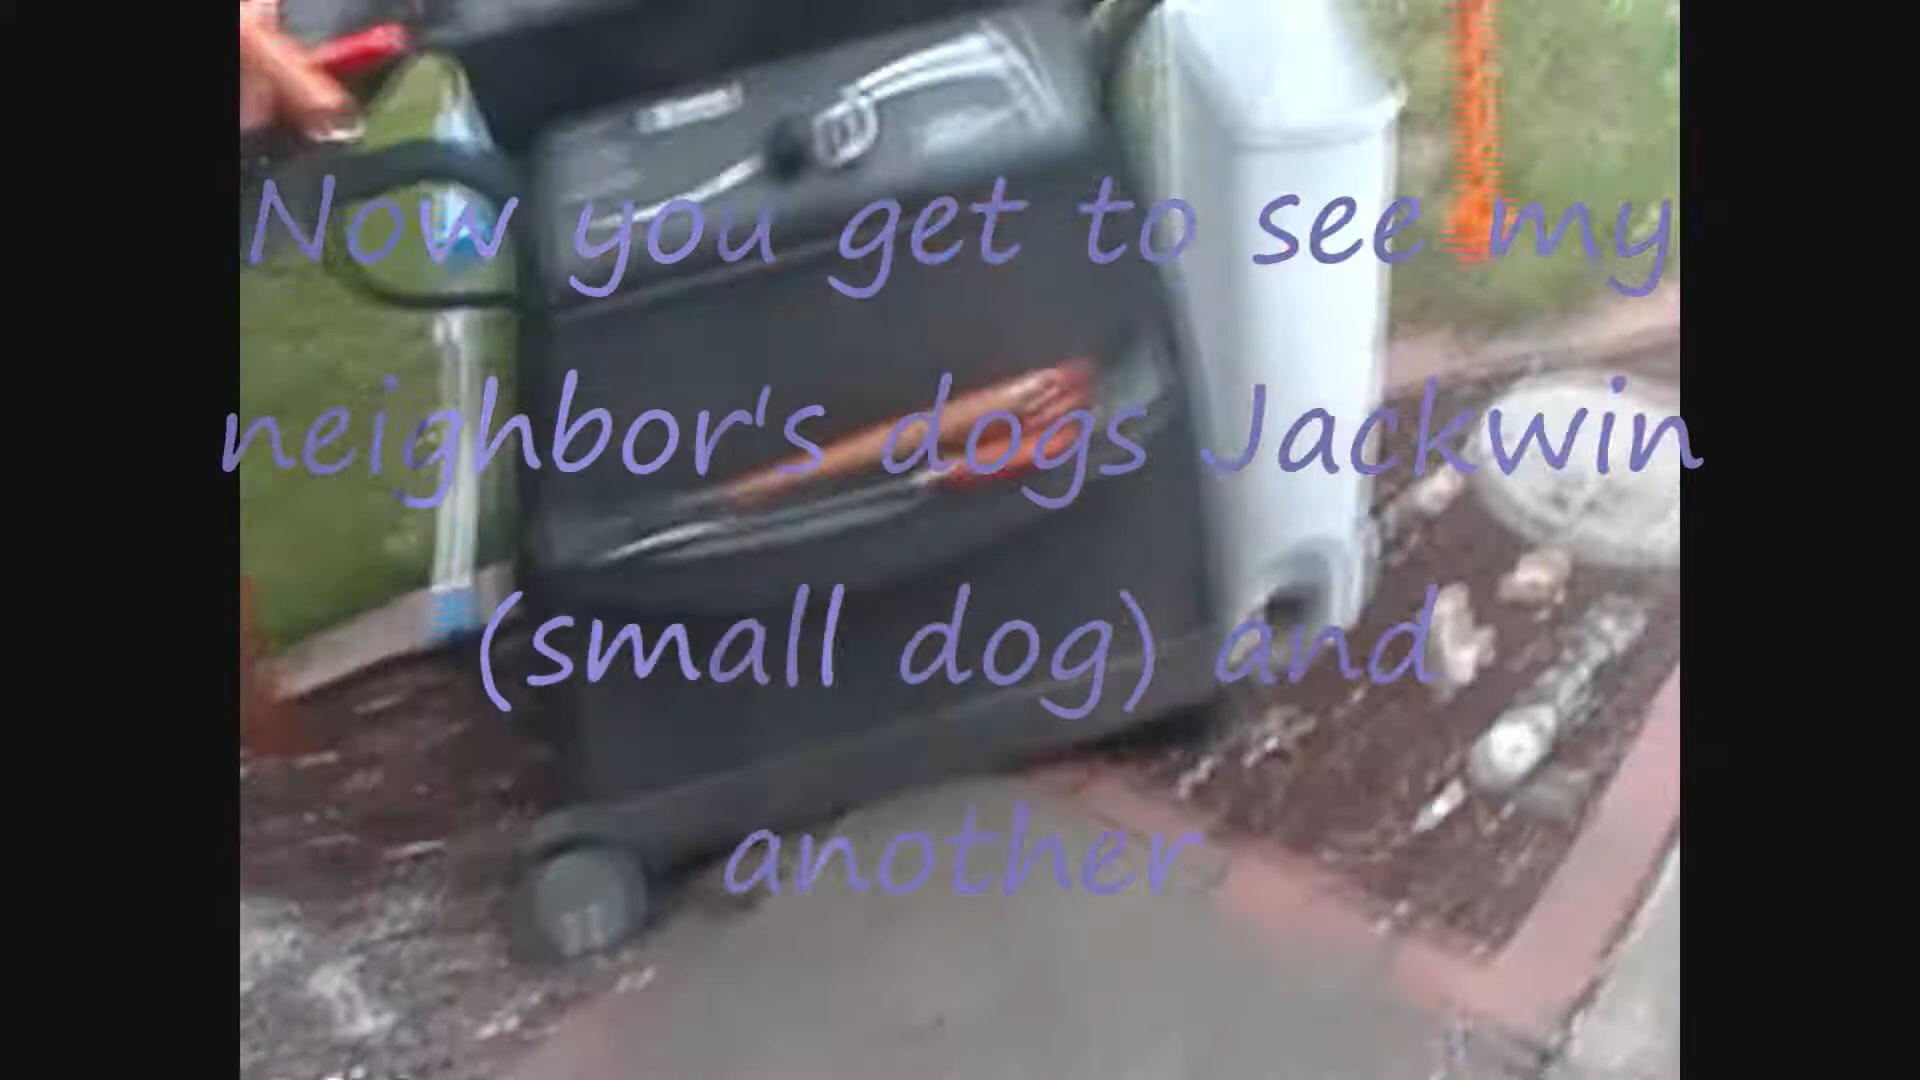 Now you get to see my
neighbor's dogs Jackwin
(small dog) and
another